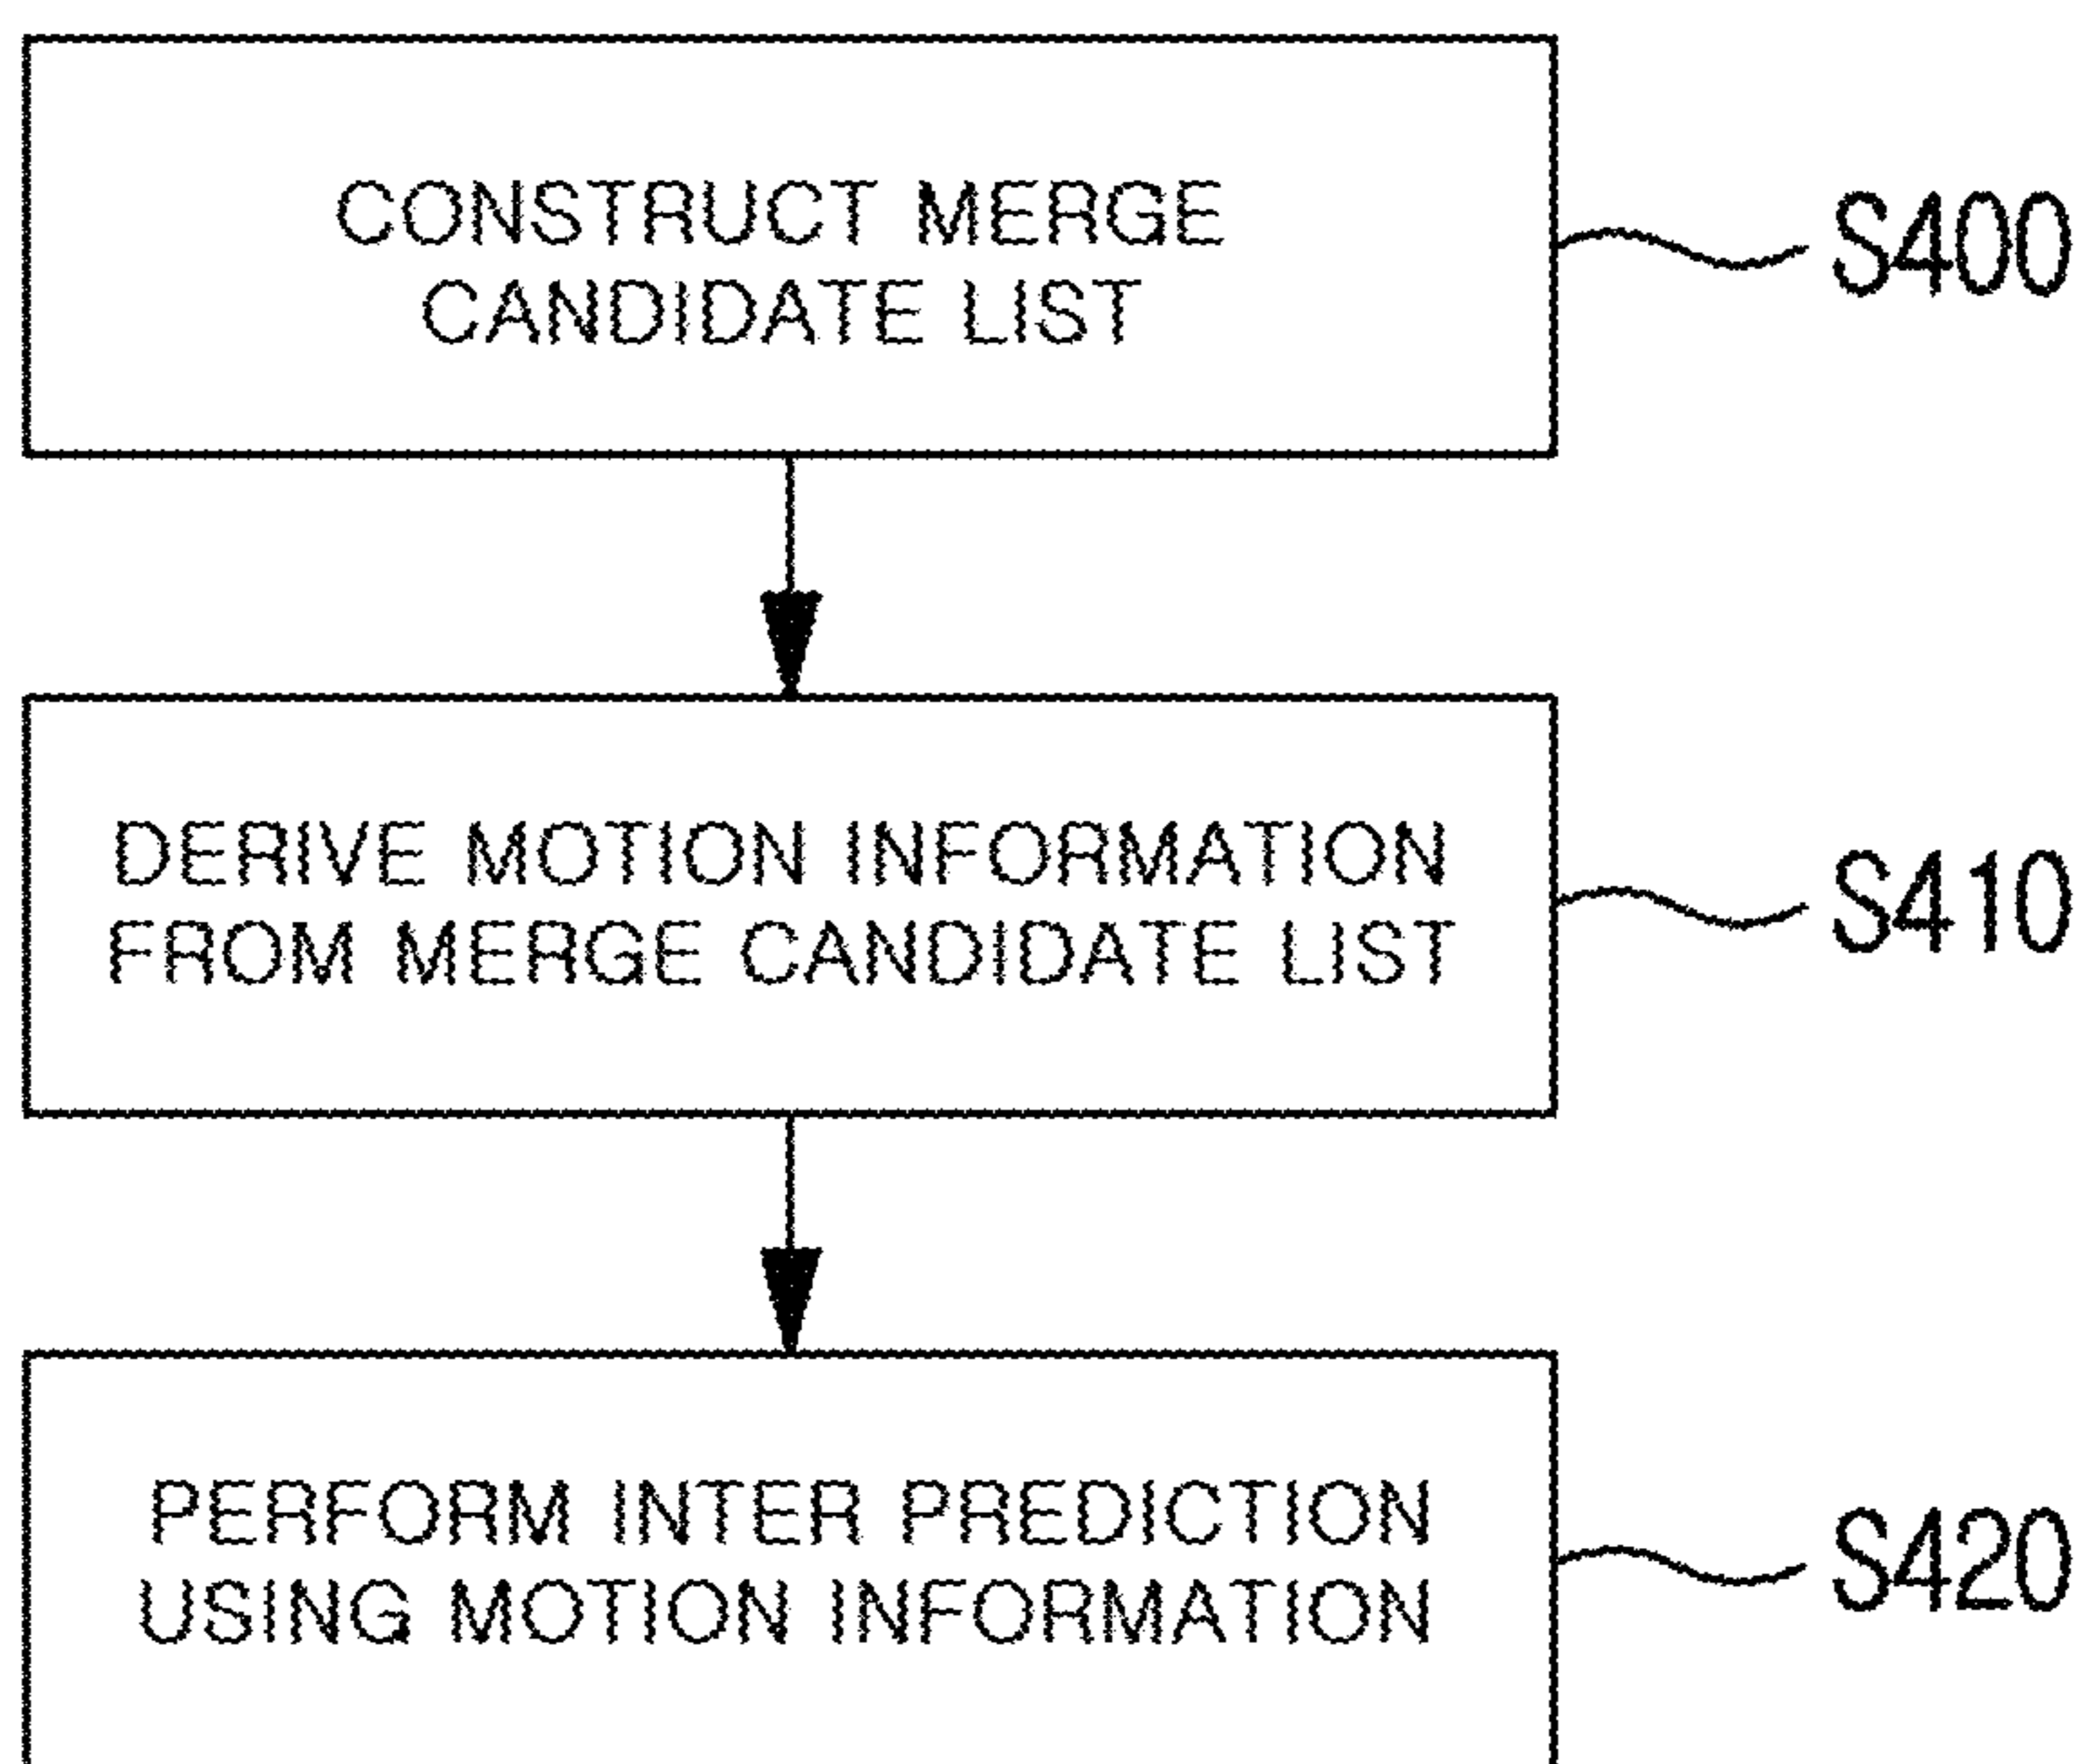 CONSTRUCT MERGE
CANDIDATE LIST
S400
DERIVE MOTION INFORMATION
FROM MERGE CANDIDATE LIST
S410
PERFORM INTER PREDICTION
USING MOTION INFORMATION
S420